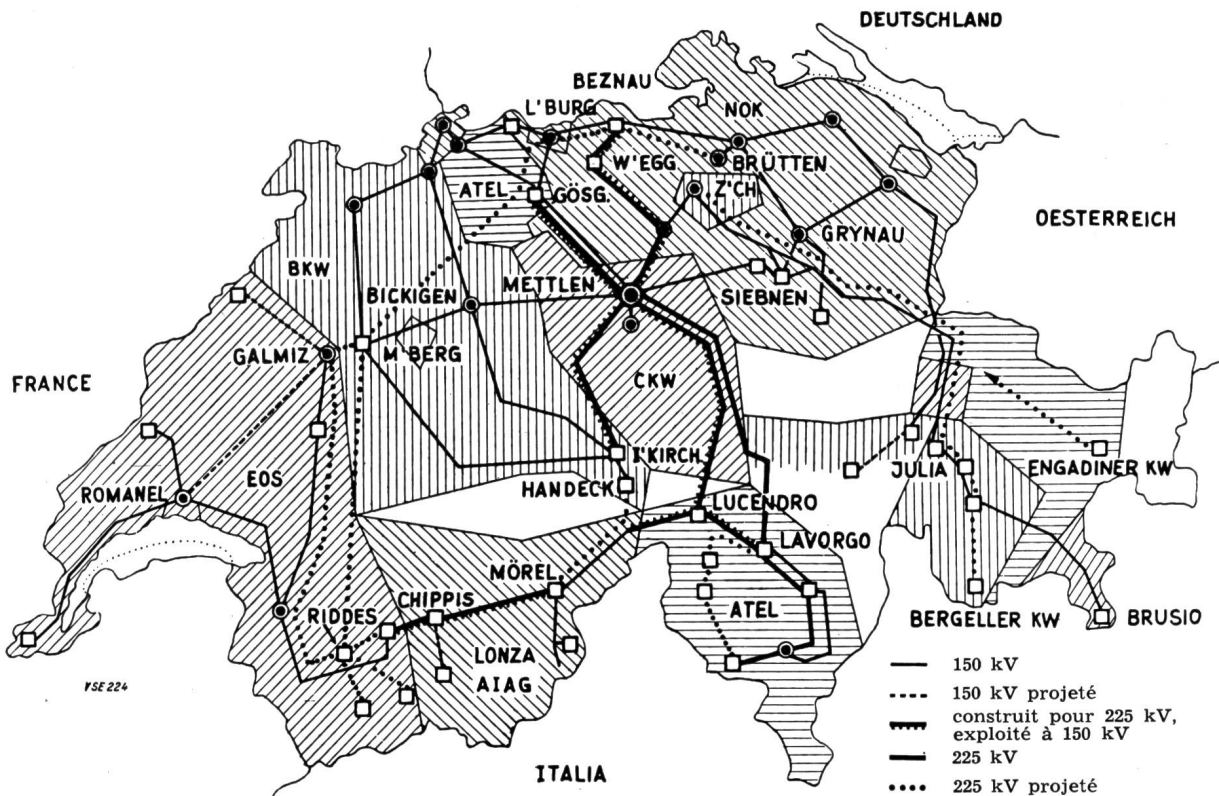 DEUTSCHLAND
BEZNAU
L'BURG
NOK
W'EGG
BRÜTTEN
ATEL
GÖSG.
Z'CH
OESTERREICH
GRYNAU
BKW
METTLEN
BICKIGEN
SIEBNEN
M'BERG
GALMIZ
FRANCE
CKW
I'KIRCH
JULIA
ENGADINER KW
EOS
ROMANEL
HANDECK
LUCENDRO
LAVORGO
MÖREL
CHIPPIS
RIDDES
ATEL
BERGELLER KW
BRUSIO
LONZA
AIAG
VSE 224
ITALIA
150 kV
150 kV projeté
construit pour 225 kV,
exploité à 150 kV
225 kV
225 kV projeté